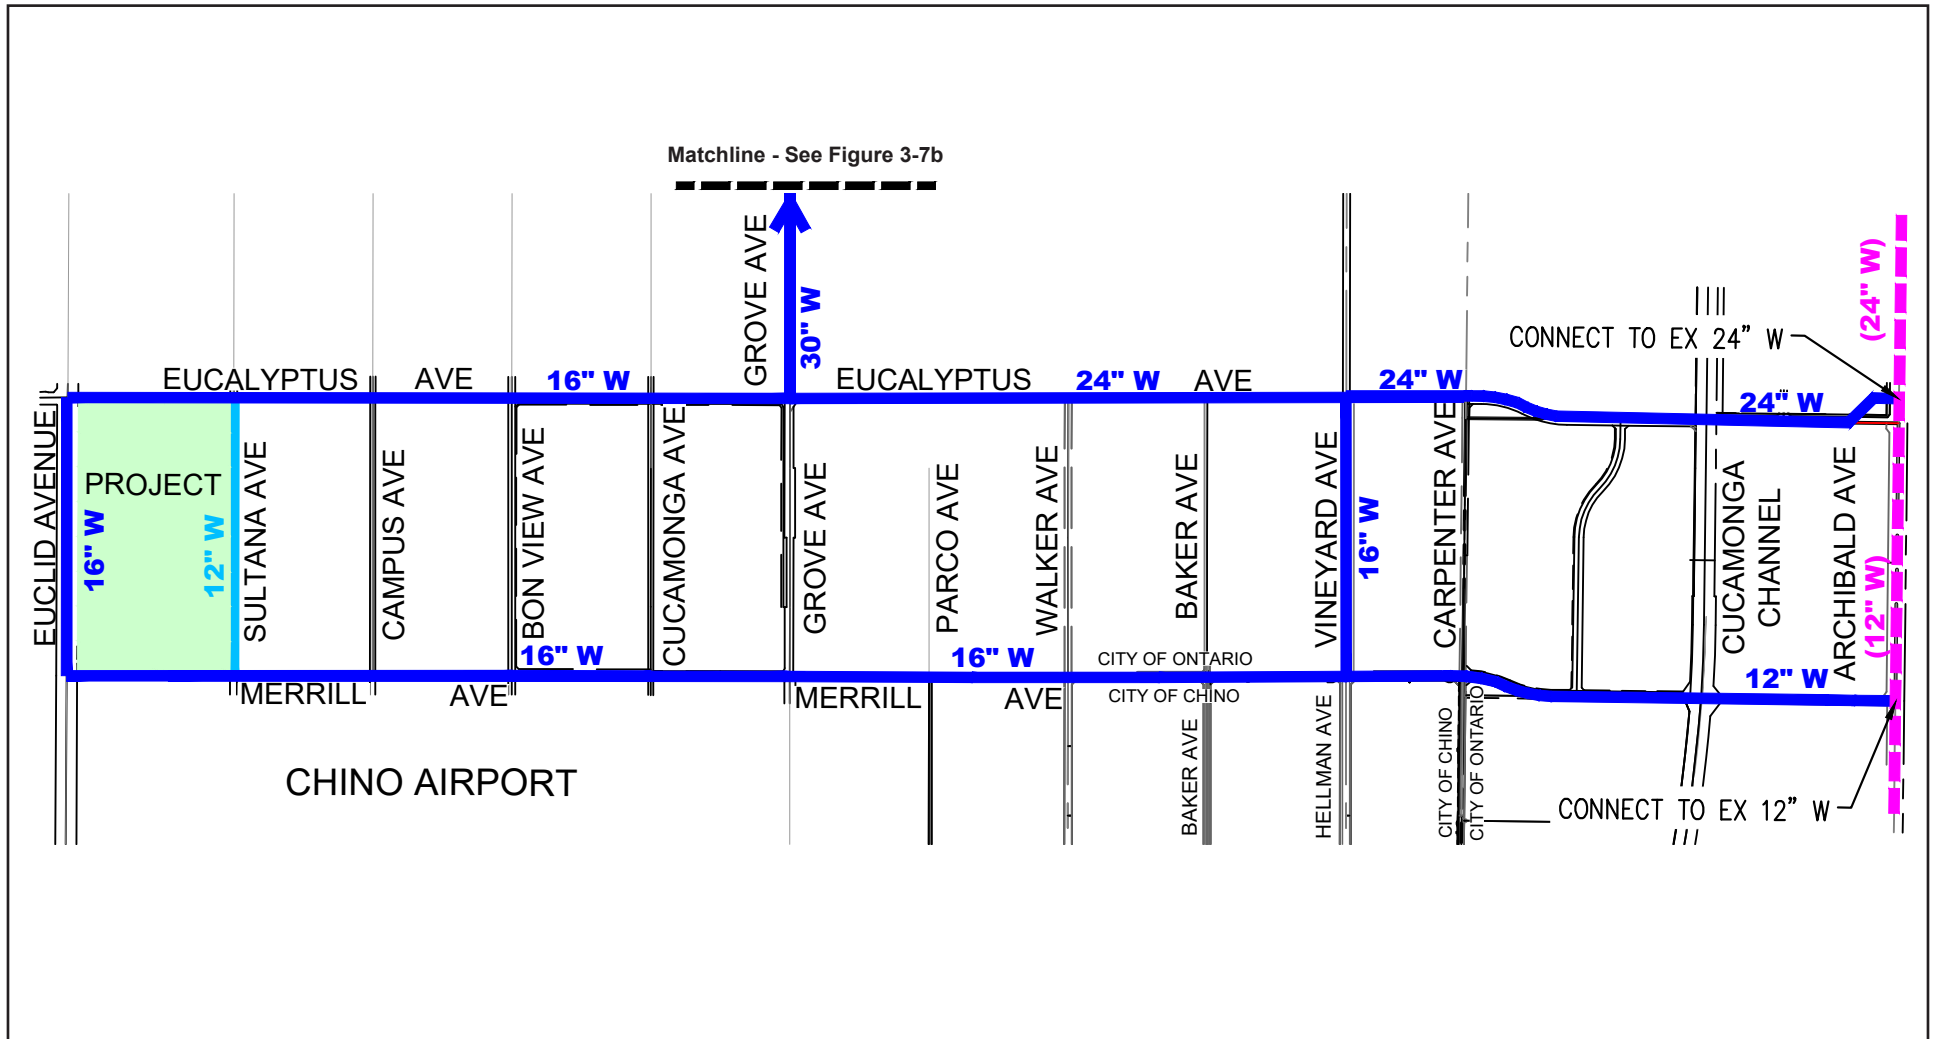 Matchline - See Figure 3-7b
GROVE AVE
30" W
(24" W)
CONNECT TO EX 24" W
EUCALYPTUS AVE
16" W
EUCALYPTUS AVE
24" W
24" W
24" W
EUCLID AVENUE
16" W
PROJECT
12" W
SULTANA AVE
CAMPUS AVE
BON VIEW AVE
CUCAMONGA AVE
GROVE AVE
PARCO AVE
WALKER AVE
BAKER AVE
VINEYARD AVE
16" W
CARPENTER AVE
CUCAMONGA
CHANNEL
ARCHIBALD AVE
(12" W)
16" W
16" W
CITY OF ONTARIO
12" W
MERRILL AVE
MERRILL AVE
CITY OF CHINO
BAKER AVE
HELLMAN AVE
CITY OF CHINO
CITY OF ONTARIO
CHINO AIRPORT
CONNECT TO EX 12" W